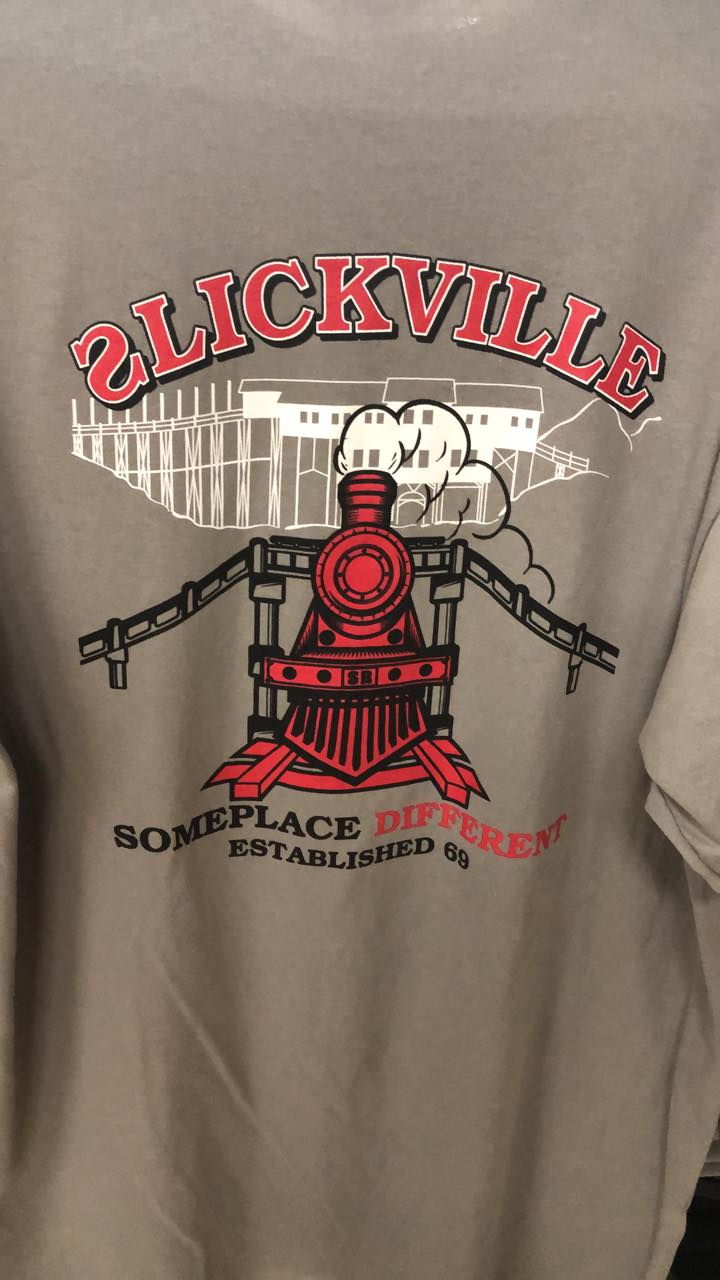 SLICKVILLE
SR
SOMEPLACE DIFFERENT
ESTABLISHED 69